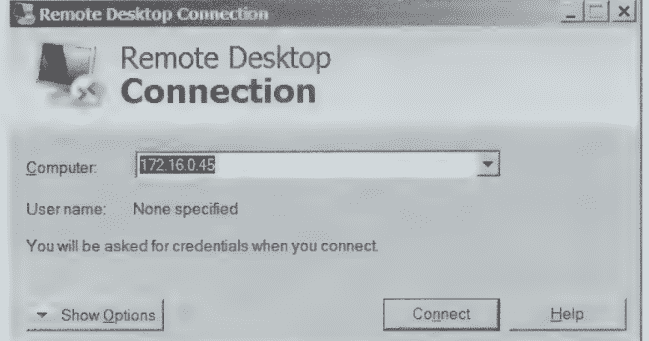 Remote Desktop Connection
Remote Desktop
Connection
Computer: 172.16.0.45
User name: None specified
You will be asked for credentials when you connect.
Show Options Connect Help